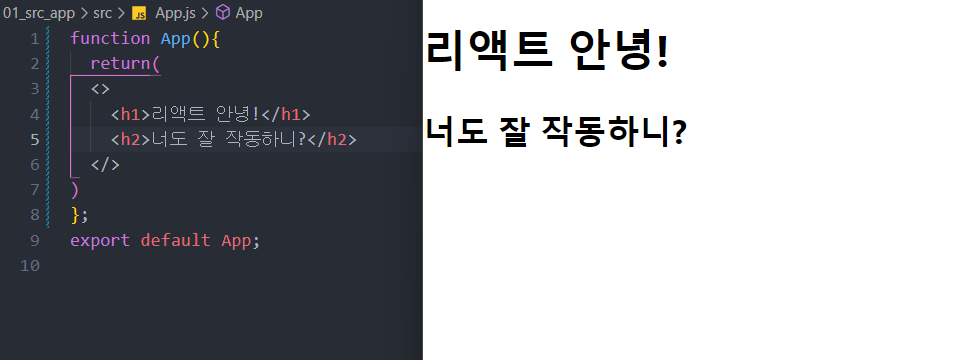 01_src_app > src > JS App.js > App
1 function App(){
2 return(
3 <>
4 <h1>리액트 안녕!</h1>
5 <h2>너도 잘 작동하니?</h2>
6 </>
7 )
8 };
9 export default App;
10
리액트 안녕!
너도 잘 작동하니?